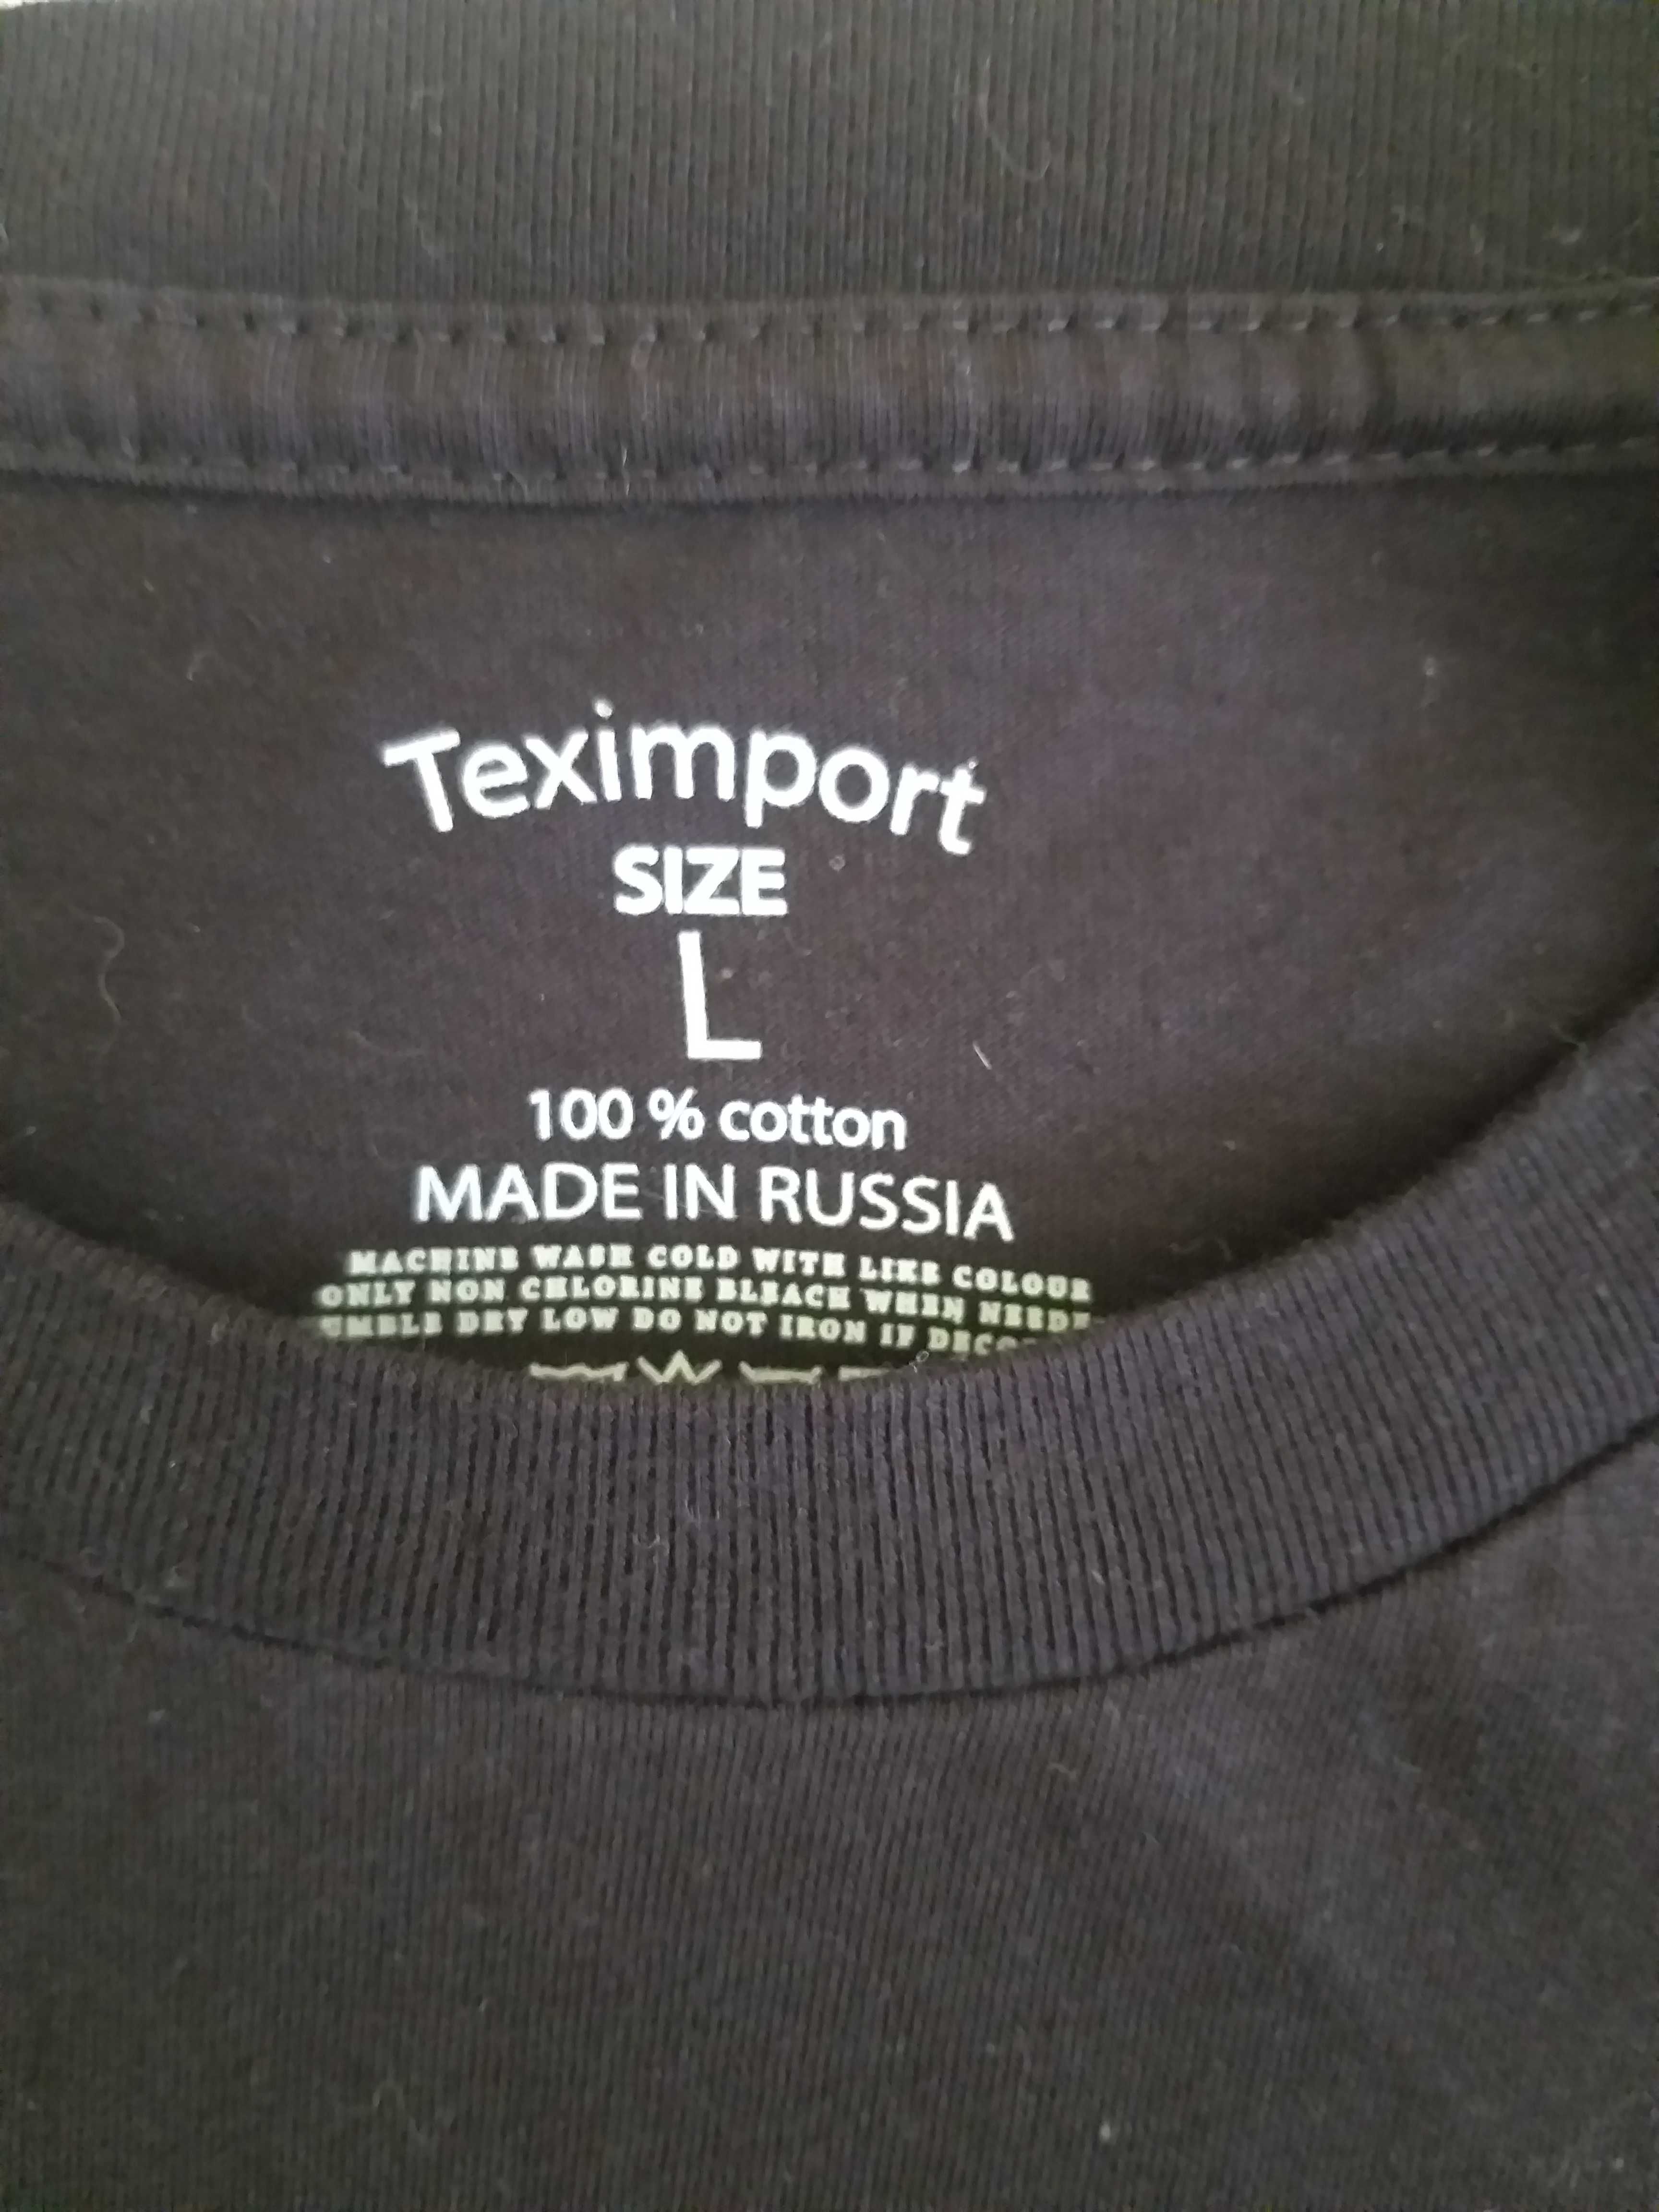 Teximport
SIZE
L
100 % cotton
MADE IN RUSSIA
MACHINE WASH COLD WITH LIKE COLOUR
ONLY NON CHLORINE BLEACH WHEN
DRY LOW DO NOT IRON IF